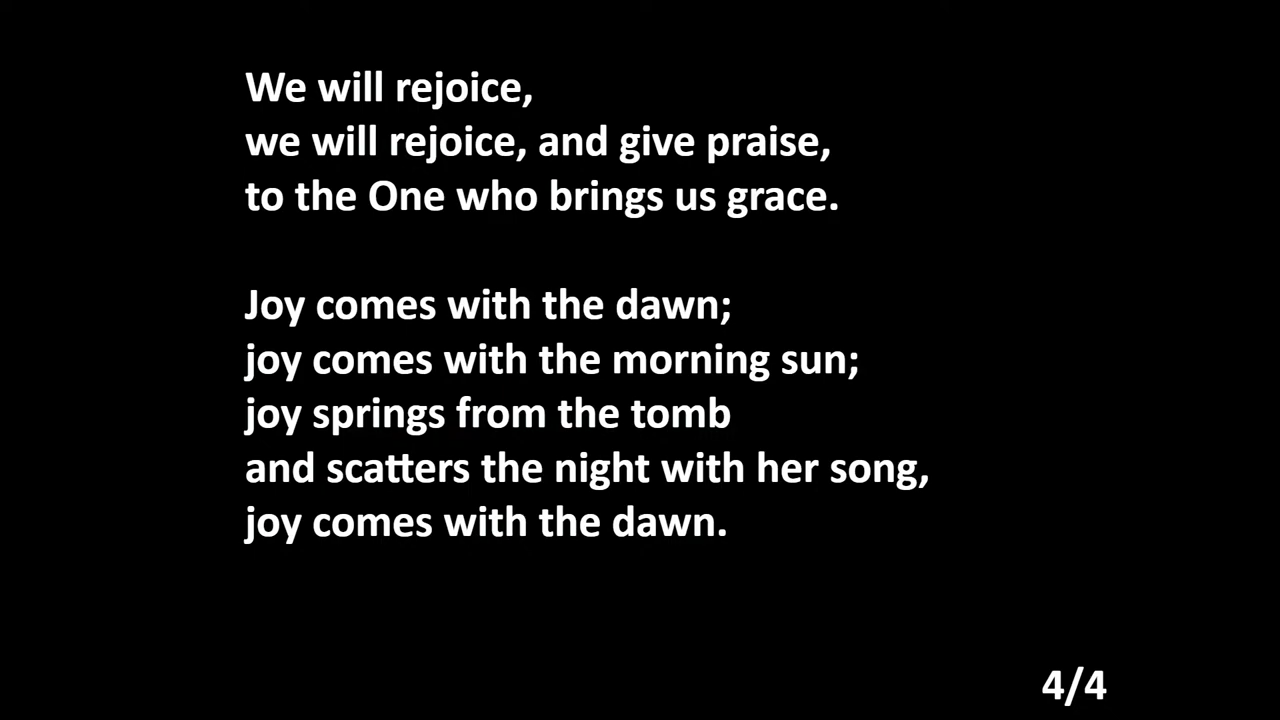 We will rejoice,
we will rejoice, and give praise,
to the One who brings us grace.
Joy comes with the dawn;
joy comes with the morning sun;
joy springs from the tomb
and scatters the night with her song,
joy comes with the dawn.
4/4